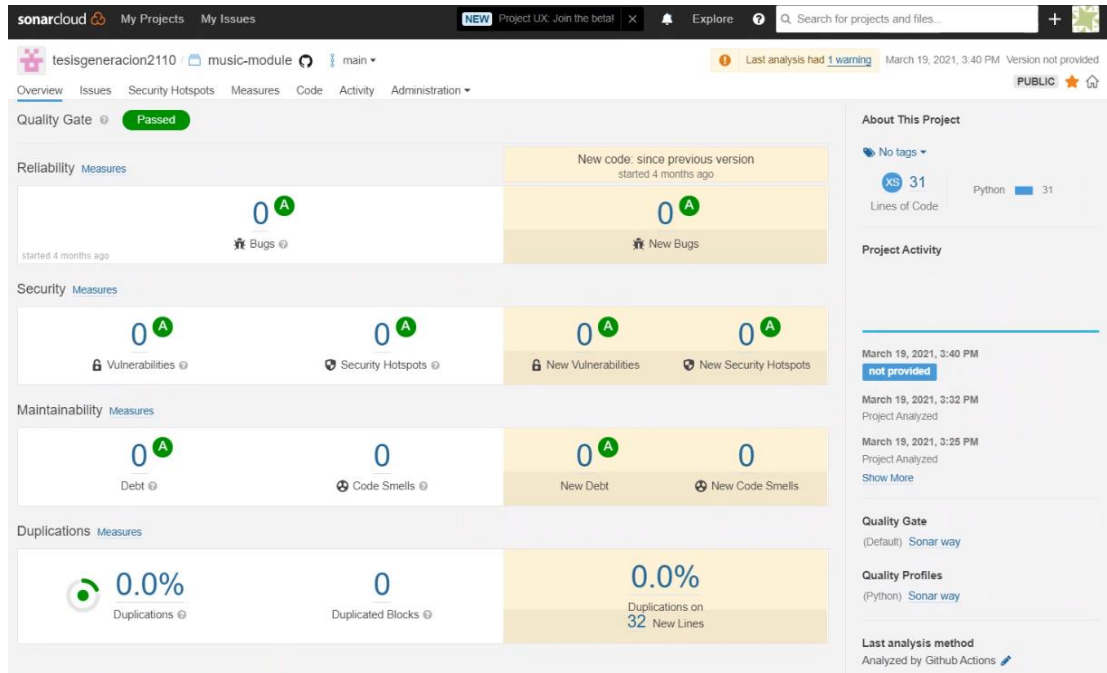 sonarcloud My Projects My Issues NEW Project UX: Join the beta! Explore Search for projects and files...
tesisgeneracion2110 / music-module main
Last analysis had 1 warning March 19, 2021, 3:40 PM Version not provided
PUBLIC
Overview Issues Security Hotspots Measures Code Activity Administration
Quality Gate Passed
New code: since previous version
started 4 months ago
Reliability Measures
0 A
Bugs
started 4 months ago
0 A
New Bugs
Security Measures
0 A 0 A 0 A 0 A
Vulnerabilities Security Hotspots New Vulnerabilities New Security Hotspots
Maintainability Measures
0 A 0 0 A 0
Debt Code Smells New Debt New Code Smells
Duplications Measures
0.0% 0 0.0%
Duplications Duplicated Blocks Duplications on
32 New Lines
About This Project
No tags
XS 31 Python 31
Lines of Code
Project Activity
March 19, 2021, 3:40 PM
not provided
March 19, 2021, 3:32 PM
Project Analyzed
March 19, 2021, 3:25 PM
Project Analyzed
Show More
Quality Gate
(Default) Sonar way
Quality Profiles
(Python) Sonar way
Last analysis method
Analyzed by Github Actions